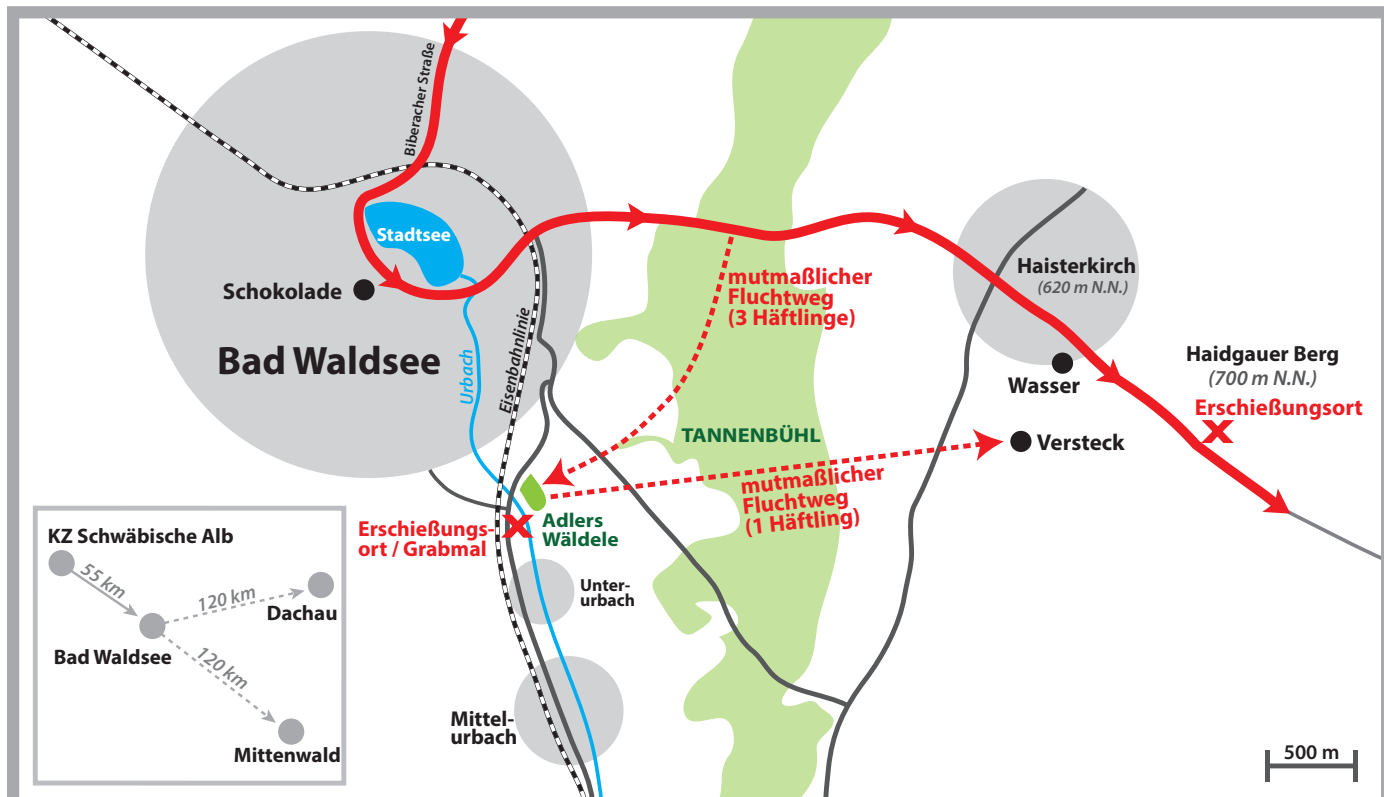 Biberacher Straße
Stadtsee
Schokolade
Bad Waldsee
Urbach
Eisenbahnlinie
mutmaßlicher
Fluchtweg
(3 Häftlinge)
Haisterkirch
(620 m N.N.)
Wasser
Haidgauer Berg
(700 m N.N.)
Erschießungsort
TANNENBÜHL
Versteck
mutmaßlicher
Fluchtweg
(1 Häftling)
Erschießungs-
ort / Grabmal
Adlers
Wäldele
Unter-
urbach
Mittel-
urbach
KZ Schwäbische Alb
55 km
120 km
Dachau
Bad Waldsee
120 km
Mittenwald
500 m